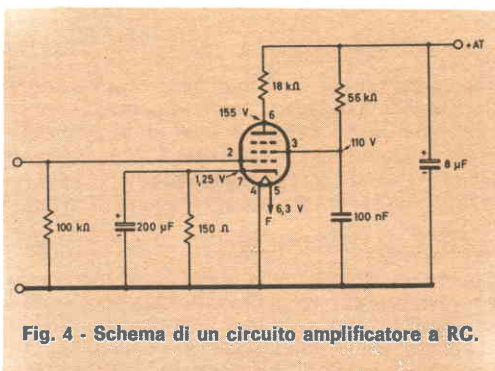 +AT
18 kΩ
56 kΩ
155 V
6
3
110 V
2
1,25 V
7
4
5
6,3 V
F
8 µF
100 kΩ
200 µF
150 Ω
100 nF
Fig. 4 - Schema di un circuito amplificatore a RC.